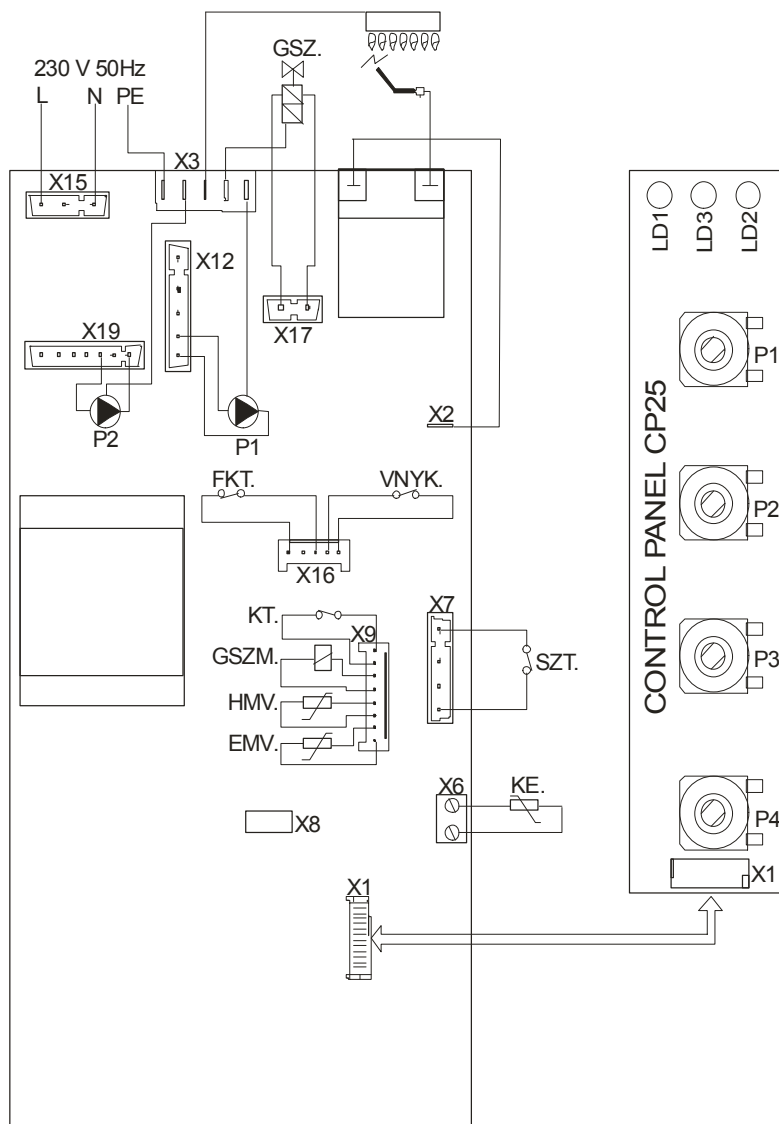 GSZ.
230 V 50Hz
L N PE
X3
X15
X12
X17
X19
P2
P1
X2
FKT.
VNYK.
X16
KT.
X9
X7
GSZM.
SZT.
HMV.
EMV.
X6
KE.
X8
X1
LD1
LD3
LD2
CONTROL PANEL CP25
P1
P2
P3
P4
X1